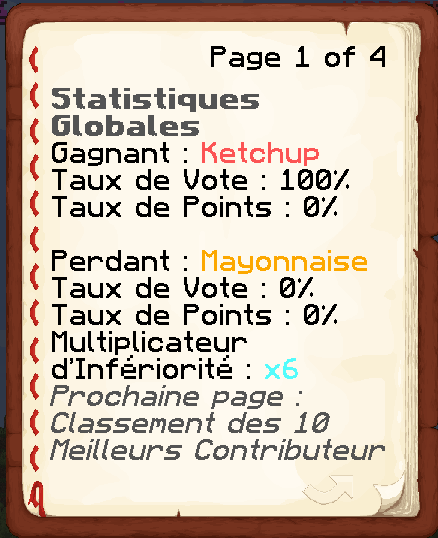 Page 1 of 4
Statistiques
Globales
Gagnant : Ketchup
Taux de Vote : 100%
Taux de Points : 0%
Perdant : Mayonnaise
Taux de Vote : 0%
Taux de Points : 0%
Multiplicateur
d'Infériorité : x6
Prochaine page :
Classement des 10
Meilleurs Contributeur